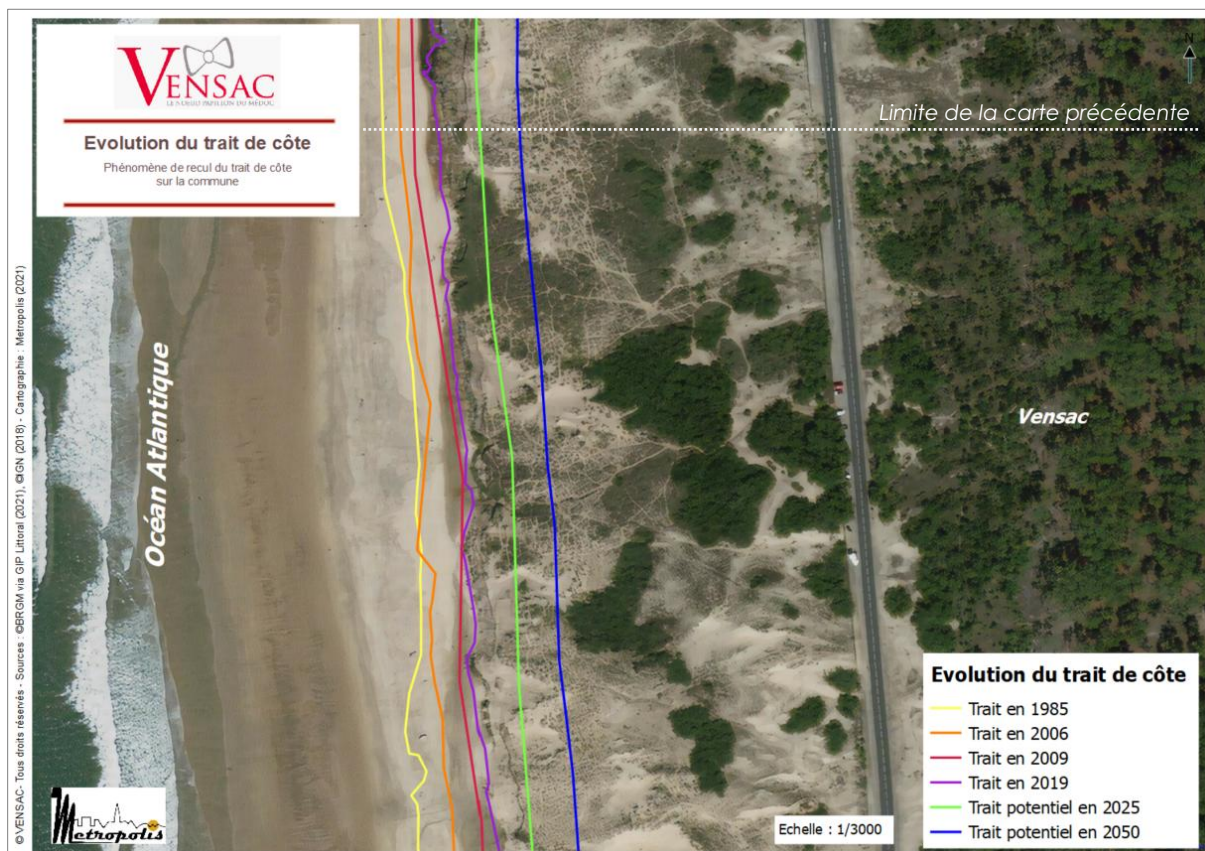 VENSAC
LE NOUËD PAPILLON DU MÉDOC
Evolution du trait de côte
Phénomène de recul du trait de côte
sur la commune
N
Limite de la carte précédente
Océan Atlantique
Vensac
©VENSAC- Tous droits réservés - Sources : ©BRGM via GIP Littoral (2021), ©IGN (2018) - Cartographie : Metropolis (2021)
Metropolis
Echelle : 1/3000
Evolution du trait de côte
Trait en 1985
Trait en 2006
Trait en 2009
Trait en 2019
Trait potentiel en 2025
Trait potentiel en 2050